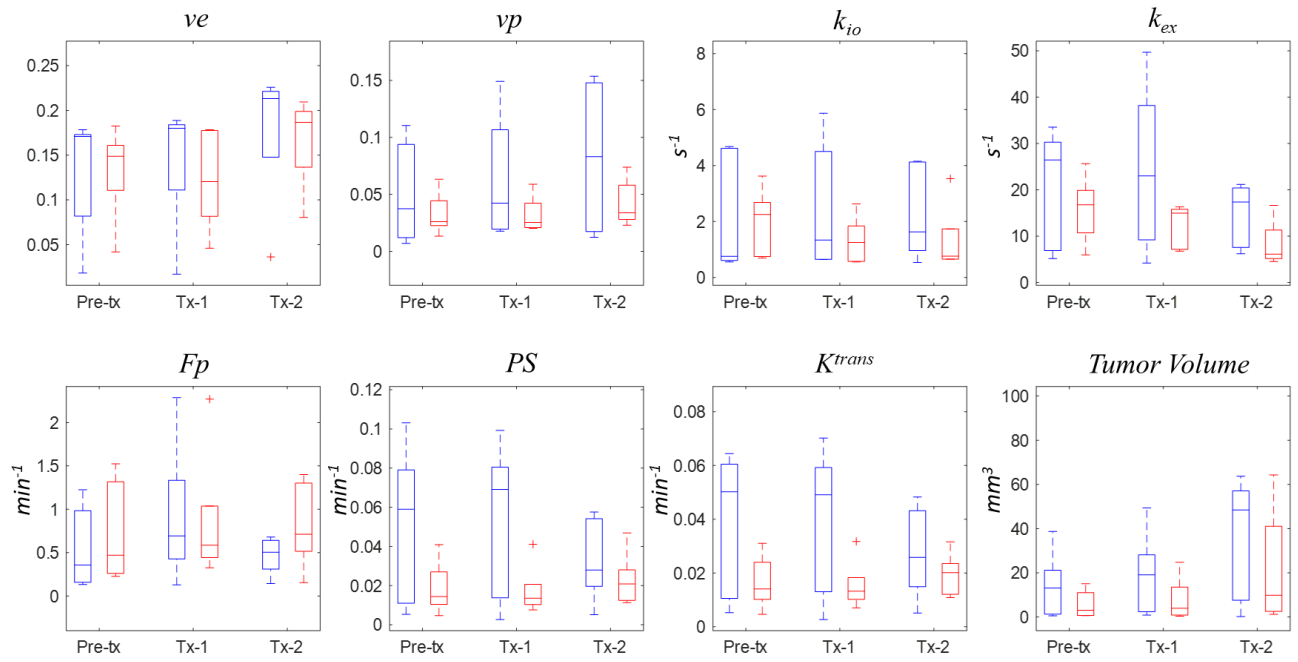 ve
0.25
0.2
0.15
0.1
0.05
Pre-tx Tx-1 Tx-2
vp
0.15
0.1
0.05
0
Pre-tx Tx-1 Tx-2
k_io
s^-1
8
6
4
2
0
Pre-tx Tx-1 Tx-2
k_ex
s^-1
50
40
30
20
10
0
Pre-tx Tx-1 Tx-2
Fp
min^-1
2
1.5
1
0.5
0
Pre-tx Tx-1 Tx-2
PS
min^-1
0.12
0.1
0.08
0.06
0.04
0.02
0
Pre-tx Tx-1 Tx-2
K^trans
min^-1
0.08
0.06
0.04
0.02
0
Pre-tx Tx-1 Tx-2
Tumor Volume
mm^3
100
80
60
40
20
0
Pre-tx Tx-1 Tx-2